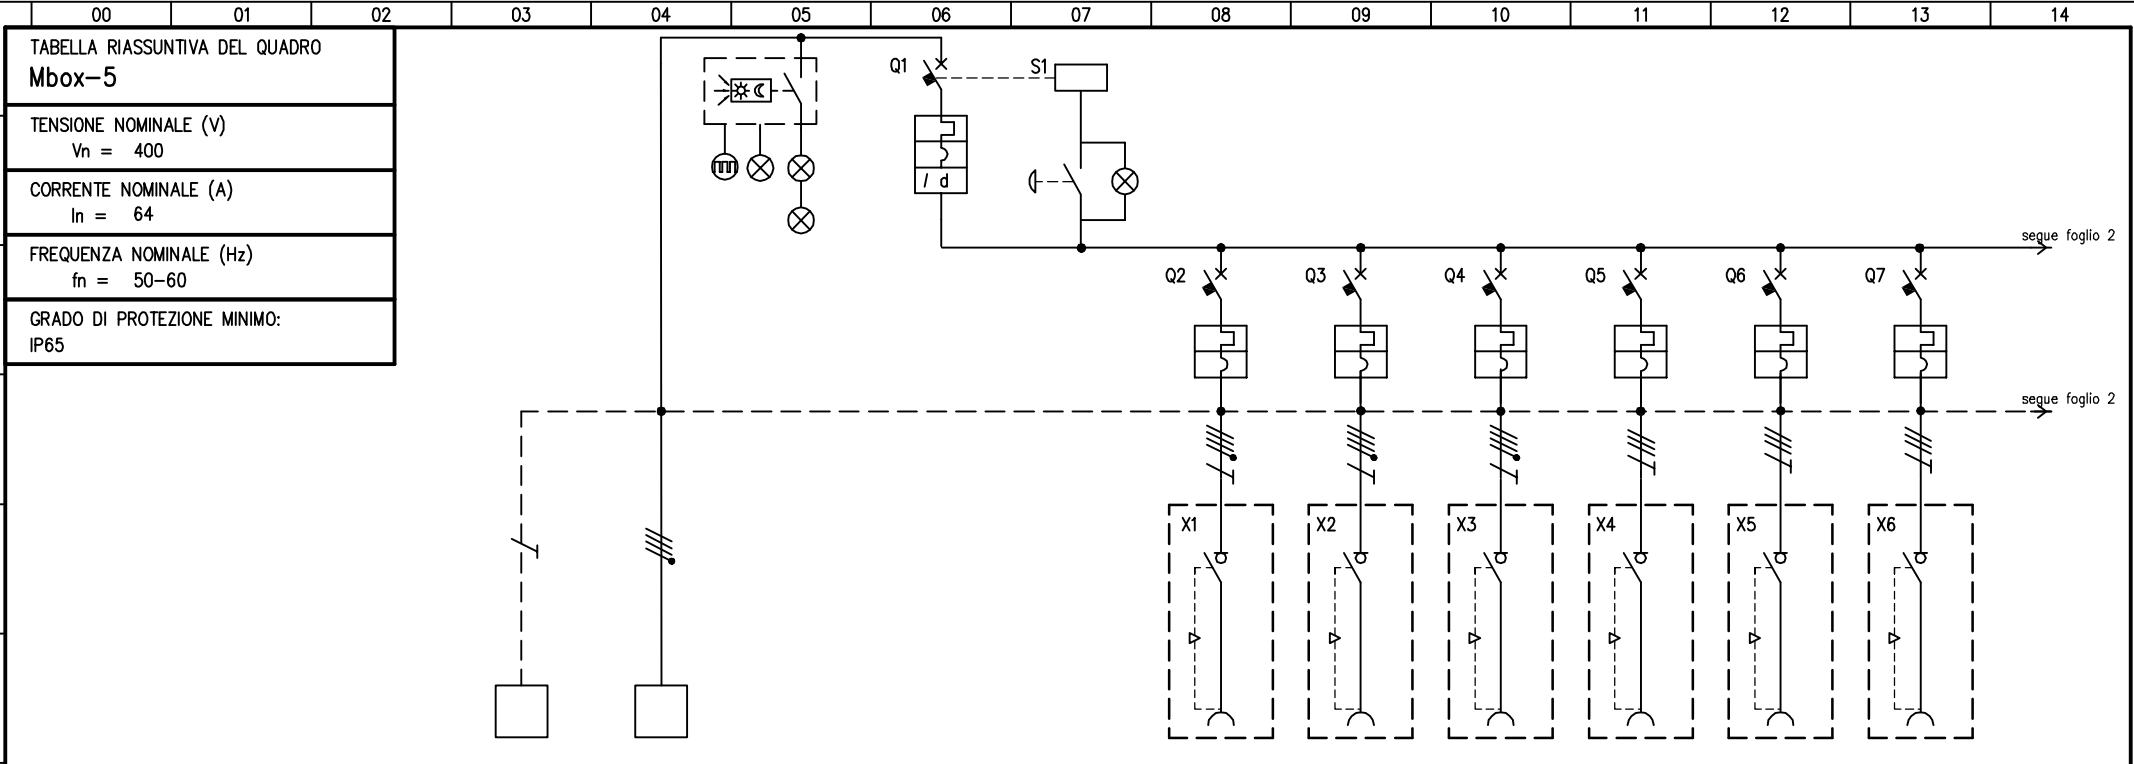 00 01 02 03 04 05 06 07 08 09 10 11 12 13 14
TABELLA RIASSUNTIVA DEL QUADRO
Mbox-5
TENSIONE NOMINALE (V)
Vn = 400
CORRENTE NOMINALE (A)
In = 64
FREQUENZA NOMINALE (Hz)
fn = 50-60
GRADO DI PROTEZIONE MINIMO:
IP65
Q1 S1
I d
segue foglio 2
Q2 Q3 Q4 Q5 Q6 Q7
segue foglio 2
X1 X2 X3 X4 X5 X6